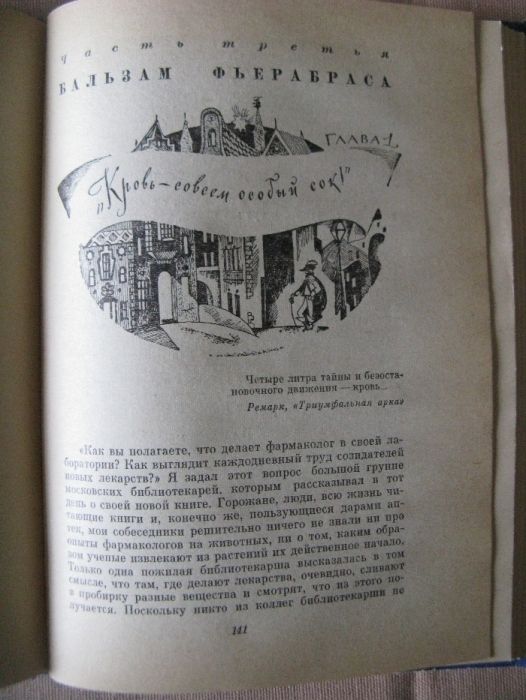 Часть третья
БАЛЬЗАМ ФЬЕРАБРАСА
ГЛАВА 1
„Кровь—совсем особый сок!"
Четыре литра тайны и безоста-
новочного движения — кровь...
Ремарк, «Триумфальная арка»
«Как вы полагаете, что делает фармаколог в своей ла-
боратории? Как выглядит каждодневный труд созидателей
новых лекарств?» Я задал этот вопрос большой группе
московских библиотекарей, которым рассказывал в тот
день о своей новой книге. Горожане, люди, всю жизнь чи-
тающие книги и, конечно же, пользующиеся дарами ап-
тек, мои собеседники решительно ничего не знали ни про
опыты фармакологов на животных, ни о том, каким обра-
зом ученые извлекают из растений их действенное начало.
Только одна пожилая библиотекарша высказалась в том
смысле, что там, где делают лекарства, очевидно, сливают
в пробирку разные вещества и смотрят, что из этого по-
лучается. Поскольку никто из коллег библиотекарши не
141